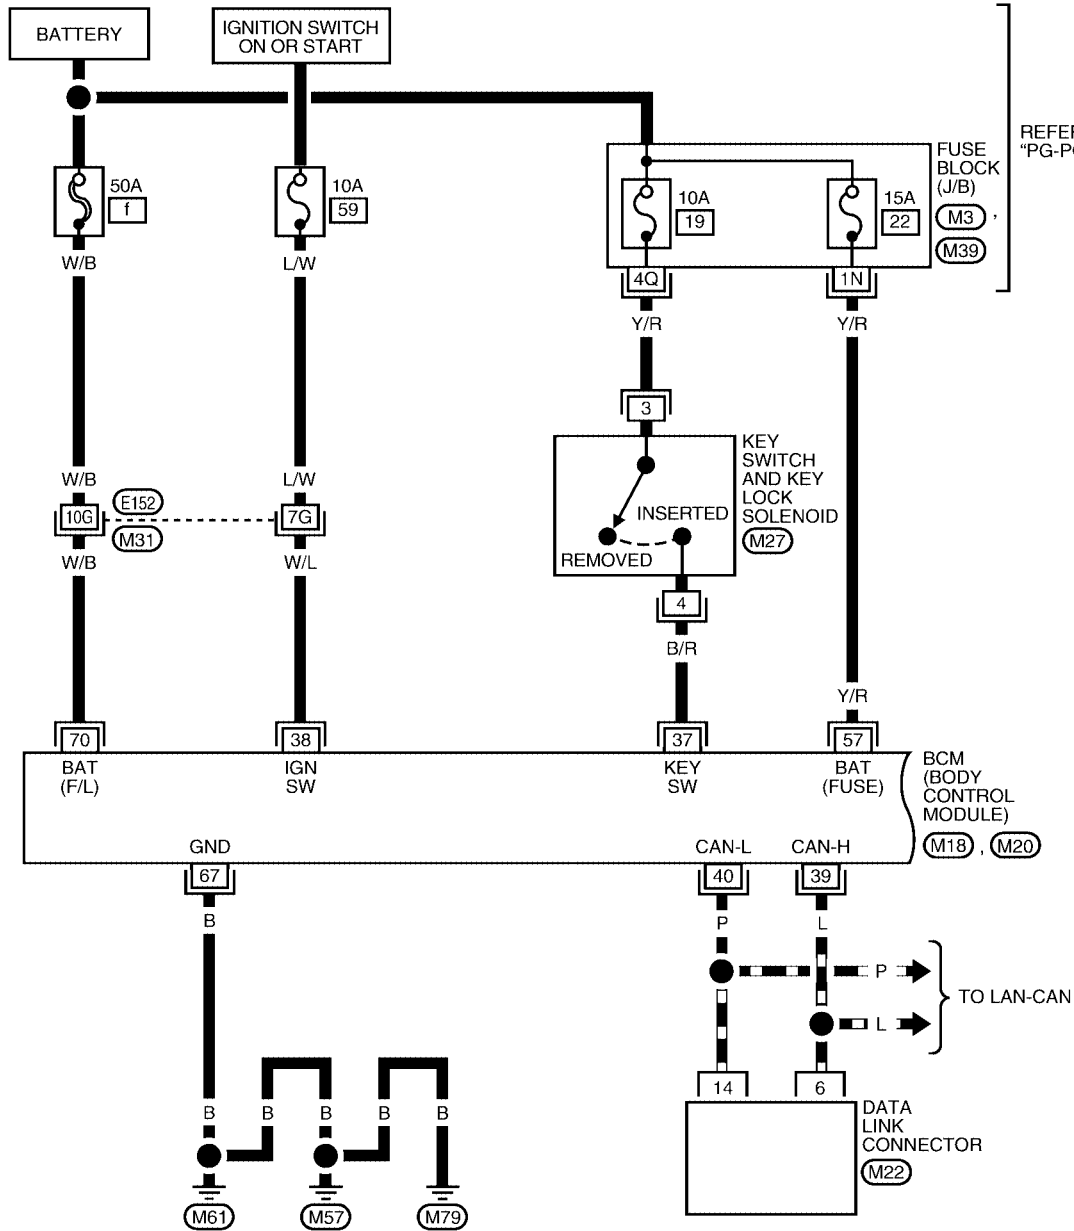 BATTERY
IGNITION SWITCH
ON OR START
REFER
"PG-PO
FUSE
BLOCK
(J/B)
M3 ,
M39
50A
f
10A
59
10A
19
15A
22
W/B
L/W
4Q
1N
Y/R
Y/R
3
KEY
SWITCH
AND KEY
LOCK
SOLENOID
M27
INSERTED
REMOVED
W/B
L/W
10G
E152
M31
7G
W/B
W/L
4
B/R
Y/R
70
38
37
57
BAT
(F/L)
IGN
SW
KEY
SW
BAT
(FUSE)
BCM
(BODY
CONTROL
MODULE)
M18 , M20
GND
CAN-L
CAN-H
67
40
39
B
P
L
P
L
TO LAN-CAN
14
6
DATA
LINK
CONNECTOR
M22
B
B
B
B
B
M61
M57
M79